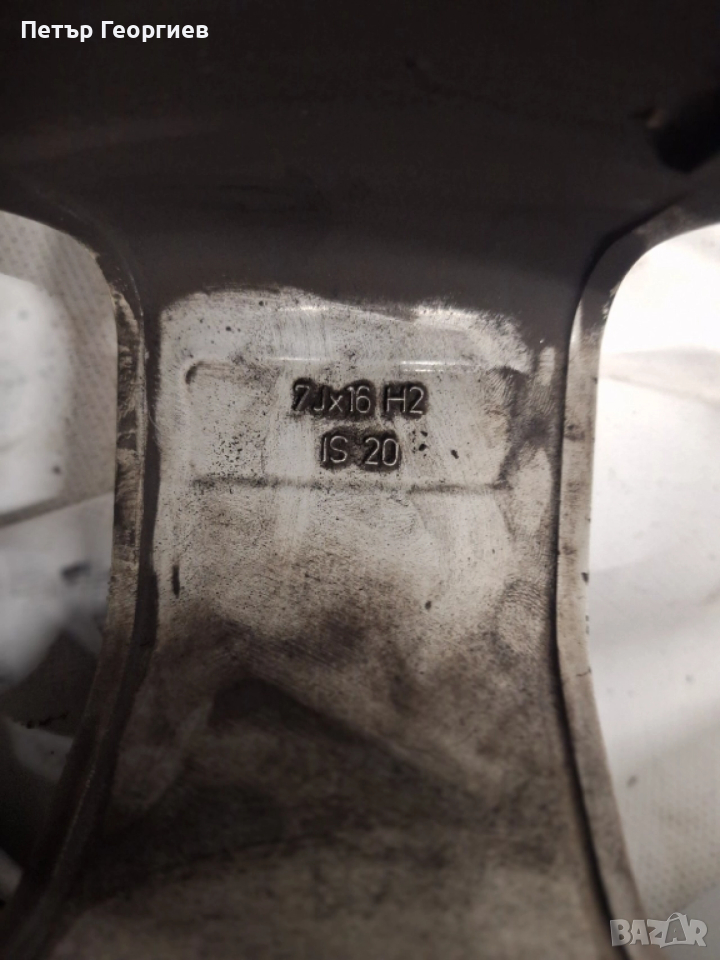 Петър Георгиев
7Jx16 H2
IS 20
BAZAR